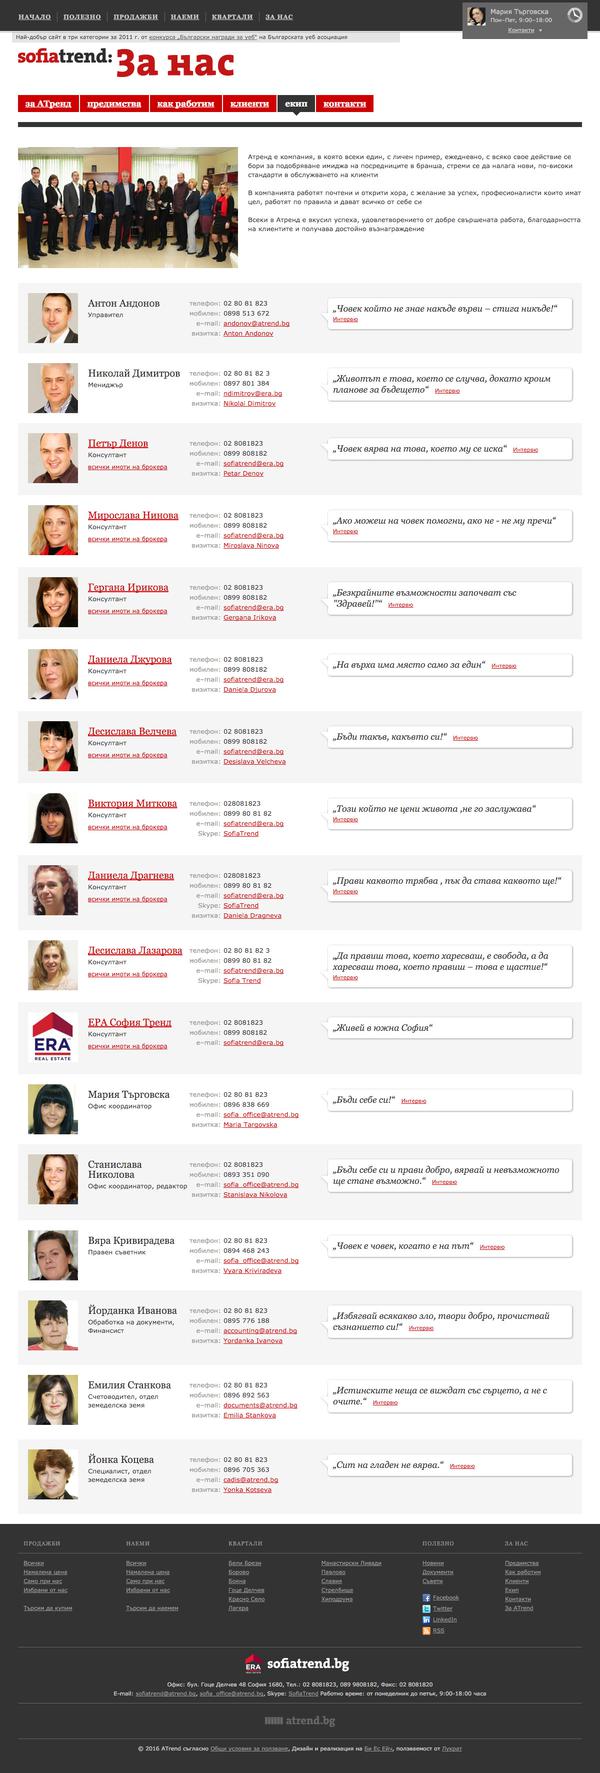 НАЧАЛО ПОЛЕЗНО ПРОДАЖБИ НАЕМИ КВАРТАЛИ ЗА НАС
Мария Търговска
Пон–Пет, 9:00–18:00
Контакти
Най-добър сайт в три категории за 2011 г. от конкурса „Български награди за уеб“ на Българската уеб асоциация
sofiatrend: За нас
за АТренд предимства как работим клиенти екип контакти
Атренд е компания, в която всеки един, с личен пример, ежедневно, с всяко свое действие се
бори за подобряване имиджа на посредниците в бранша, стреми се да налага нови, по-високи
стандарти в обслужването на клиенти
В компанията работят почтени и открити хора, с желание за успех, професионалисти които имат
цел, работят по правила и дават всичко от себе си
Всеки в Атренд е вкусил успеха, удовлетворението от добре свършената работа, благодарността
на клиентите и получава достойно възнаграждение
Антон Андонов
Управител
телефон: 02 80 81 823
мобилен: 0898 513 672
e-mail: andonov@atrend.bg
визитка: Anton Andonov
„Човек който не знае накъде върви – стига никъде!“
Интервю
Николай Димитров
Мениджър
телефон: 02 80 81 82 3
мобилен: 0897 801 384
e-mail: ndimitrov@era.bg
визитка: Nikolai Dimitrov
„Животът е това, което се случва, докато кроим
планове за бъдещето“ Интервю
Петър Денов
Консултант
всички имоти на брокера
телефон: 02 8081823
мобилен: 0899 808182
e-mail: sofiatrend@era.bg
визитка: Petar Denov
„Човек вярва на това, което му се иска“ Интервю
Мирослава Нинова
Консултант
всички имоти на брокера
телефон: 02 8081823
мобилен: 0899 808182
e-mail: sofiatrend@era.bg
визитка: Miroslava Ninova
„Ако можеш на човек помогни, ако не - не му пречи“
Интервю
Гергана Ирикова
Консултант
всички имоти на брокера
телефон: 02 8081823
мобилен: 0899 808182
e-mail: sofiatrend@era.bg
визитка: Gergana Irikova
„Безкрайните възможности започват със
"Здравей!"“ Интервю
Даниела Джурова
Консултант
всички имоти на брокера
телефон: 02 8081823
мобилен: 0899 808182
e-mail: sofiatrend@era.bg
визитка: Daniela Djurova
„На върха има място само за един“ Интервю
Десислава Велчева
Консултант
всички имоти на брокера
телефон: 02 8081823
мобилен: 0899 808182
e-mail: sofiatrend@era.bg
визитка: Desislava Velcheva
„Бъди такъв, какъвто си!“ Интервю
Виктория Миткова
Консултант
всички имоти на брокера
телефон: 028081823
мобилен: 0899 80 81 82
e-mail: sofiatrend@era.bg
Skype: SofiaTrend
„Този който не цени живота ,не го заслужава“
Интервю
Даниела Драгнева
Консултант
всички имоти на брокера
телефон: 028081823
мобилен: 0899 80 81 82
e-mail: sofiatrend@era.bg
Skype: SofiaTrend
визитка: Daniela Dragneva
„Прави каквото трябва , пък да става каквото ще!“
Интервю
Десислава Лазарова
Консултант
всички имоти на брокера
телефон: 02 80 81 82 3
мобилен: 0899 80 81 82
e-mail: sofiatrend@era.bg
Skype: Sofia Trend
„Да правиш това, което харесваш, е свобода, а да
харесваш това, което правиш – това е щастие!“
Интервю
ERA
REAL ESTATE
ЕРА София Тренд
Консултант
всички имоти на брокера
телефон: 02 8081823
мобилен: 0899 808182
e-mail: sofiatrend@era.bg
„Живей в южна София“
Мария Търговска
Офис координатор
телефон: 02 80 81 823
мобилен: 0896 838 669
e-mail: sofia_office@atrend.bg
визитка: Maria Targovska
„Бъди себе си!“ Интервю
Станислава
Николова
Офис координатор, редактор
телефон: 02 8081823
мобилен: 0893 351 090
e-mail: sofia_office@atrend.bg
визитка: Stanislava Nikolova
„Бъди себе си и прави добро, вярвай и невъзможното
ще стане възможно.“ Интервю
Вяра Кривирадева
Правен съветник
телефон: 02 80 81 823
мобилен: 0894 468 243
e-mail: sofia_office@atrend.bg
визитка: Vyara Kriviradeva
„Човек е човек, когато е на път“ Интервю
Йорданка Иванова
Обработка на документи,
Финансист
телефон: 02 80 81 823
мобилен: 0895 776 188
e-mail: accounting@atrend.bg
визитка: Yordanka Ivanova
„Избягвай всякакво зло, твори добро, прочиствай
съзнанието си!“ Интервю
Емилия Станкова
Счетоводител, отдел
земеделска земя
телефон: 02 80 81 823
мобилен: 0896 892 563
e-mail: documents@atrend.bg
визитка: Emilia Stankova
„Истинските неща се виждат със сърцето, а не с
очите.“ Интервю
Йонка Коцева
Специалист, отдел
земеделска земя
телефон: 02 80 81 823
мобилен: 0896 705 363
e-mail: cadis@atrend.bg
визитка: Yonka Kotseva
„Сит на гладен не вярва.“ Интервю
ПРОДАЖБИ НАЕМИ КВАРТАЛИ ПОЛЕЗНО ЗА НАС
Всички Всички Бели Брези Манастирски Ливади Новини Предимства
Намалена цена Намалена цена Борово Павлово Документи Как работим
Само при нас Само при нас Бояна Славия Съвети Клиенти
Избрани от нас Избрани от нас Гоце Делчев Стрелбище Екип
Красно Село Хиподрума Facebook Контакти
Търсим да купим Търсим да наемем Лагера Twitter За ATrend
LinkedIn
RSS
ERA sofiatrend.bg
Офис: бул. Гоце Делчев 48 София 1680, Тел.: 02 8081823, 089 9808182, Факс: 02 8081820
E-mail: sofiatrend@atrend.bg, sofia_office@atrend.bg, Skype: SofiaTrend Работно време: от понеделник до петък, 9:00-18:00 часа
atrend.bg
© 2016 ATrend съгласно Общи условия за ползване, Дизайн и реализация на Би Ес Ейч, ползваемост от Лукрат